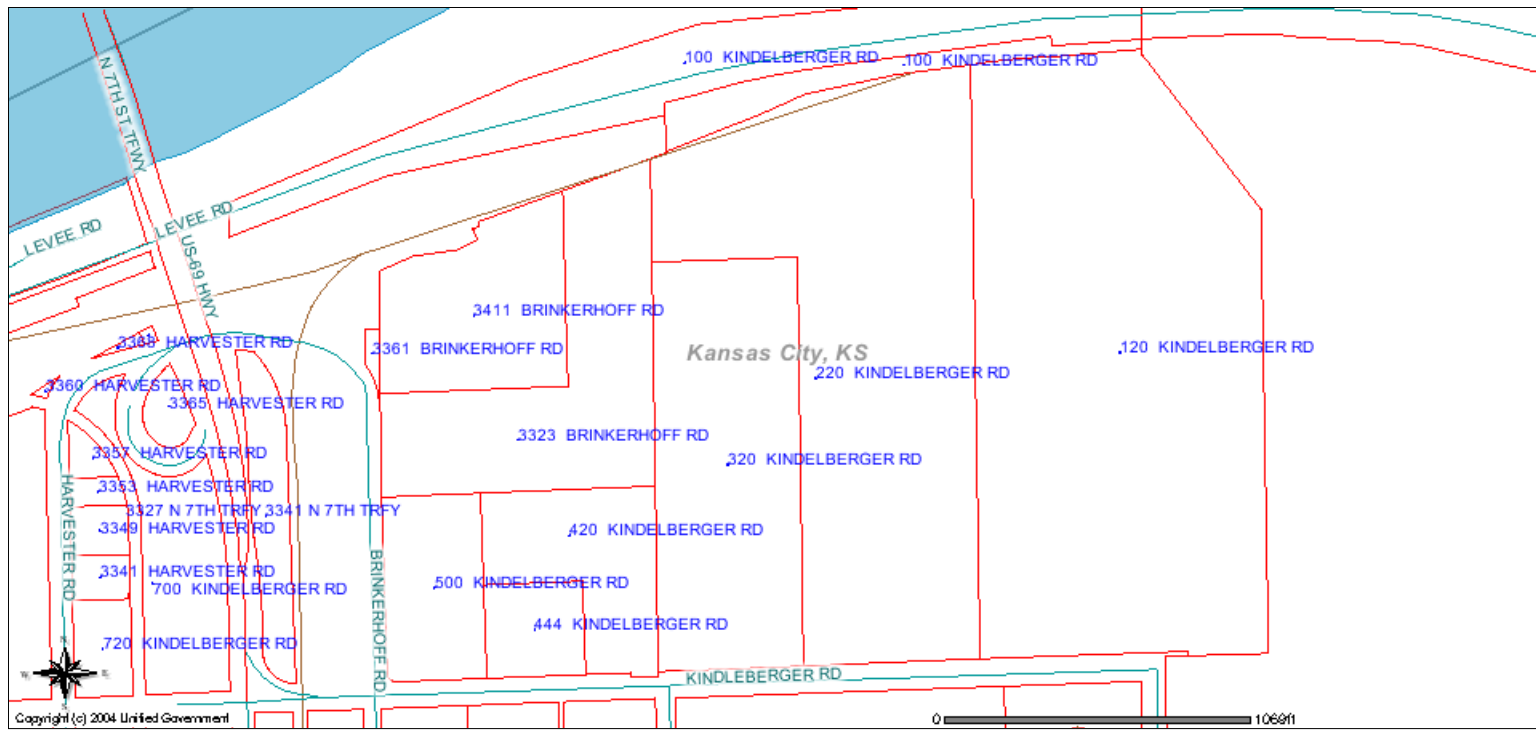 100 KINDELBERGER RD
100 KINDELBERGER RD
N 7TH ST TFWY
LEVEE RD
LEVEE RD
US-69 HWY
3411 BRINKERHOFF RD
3368 HARVESTER RD
3361 BRINKERHOFF RD
Kansas City, KS
120 KINDELBERGER RD
220 KINDELBERGER RD
3360 HARVESTER RD
3365 HARVESTER RD
3323 BRINKERHOFF RD
3357 HARVESTER RD
320 KINDELBERGER RD
3353 HARVESTER RD
3327 N 7TH TRFY
3341 N 7TH TRFY
3349 HARVESTER RD
420 KINDELBERGER RD
HARVESTER RD
3341 HARVESTER RD
500 KINDELBERGER RD
700 KINDELBERGER RD
BRINKERHOFF RD
444 KINDELBERGER RD
720 KINDELBERGER RD
N
W
E
S
KINDLEBERGER RD
Copyright (c) 2004 Unified Government
0 1069ft